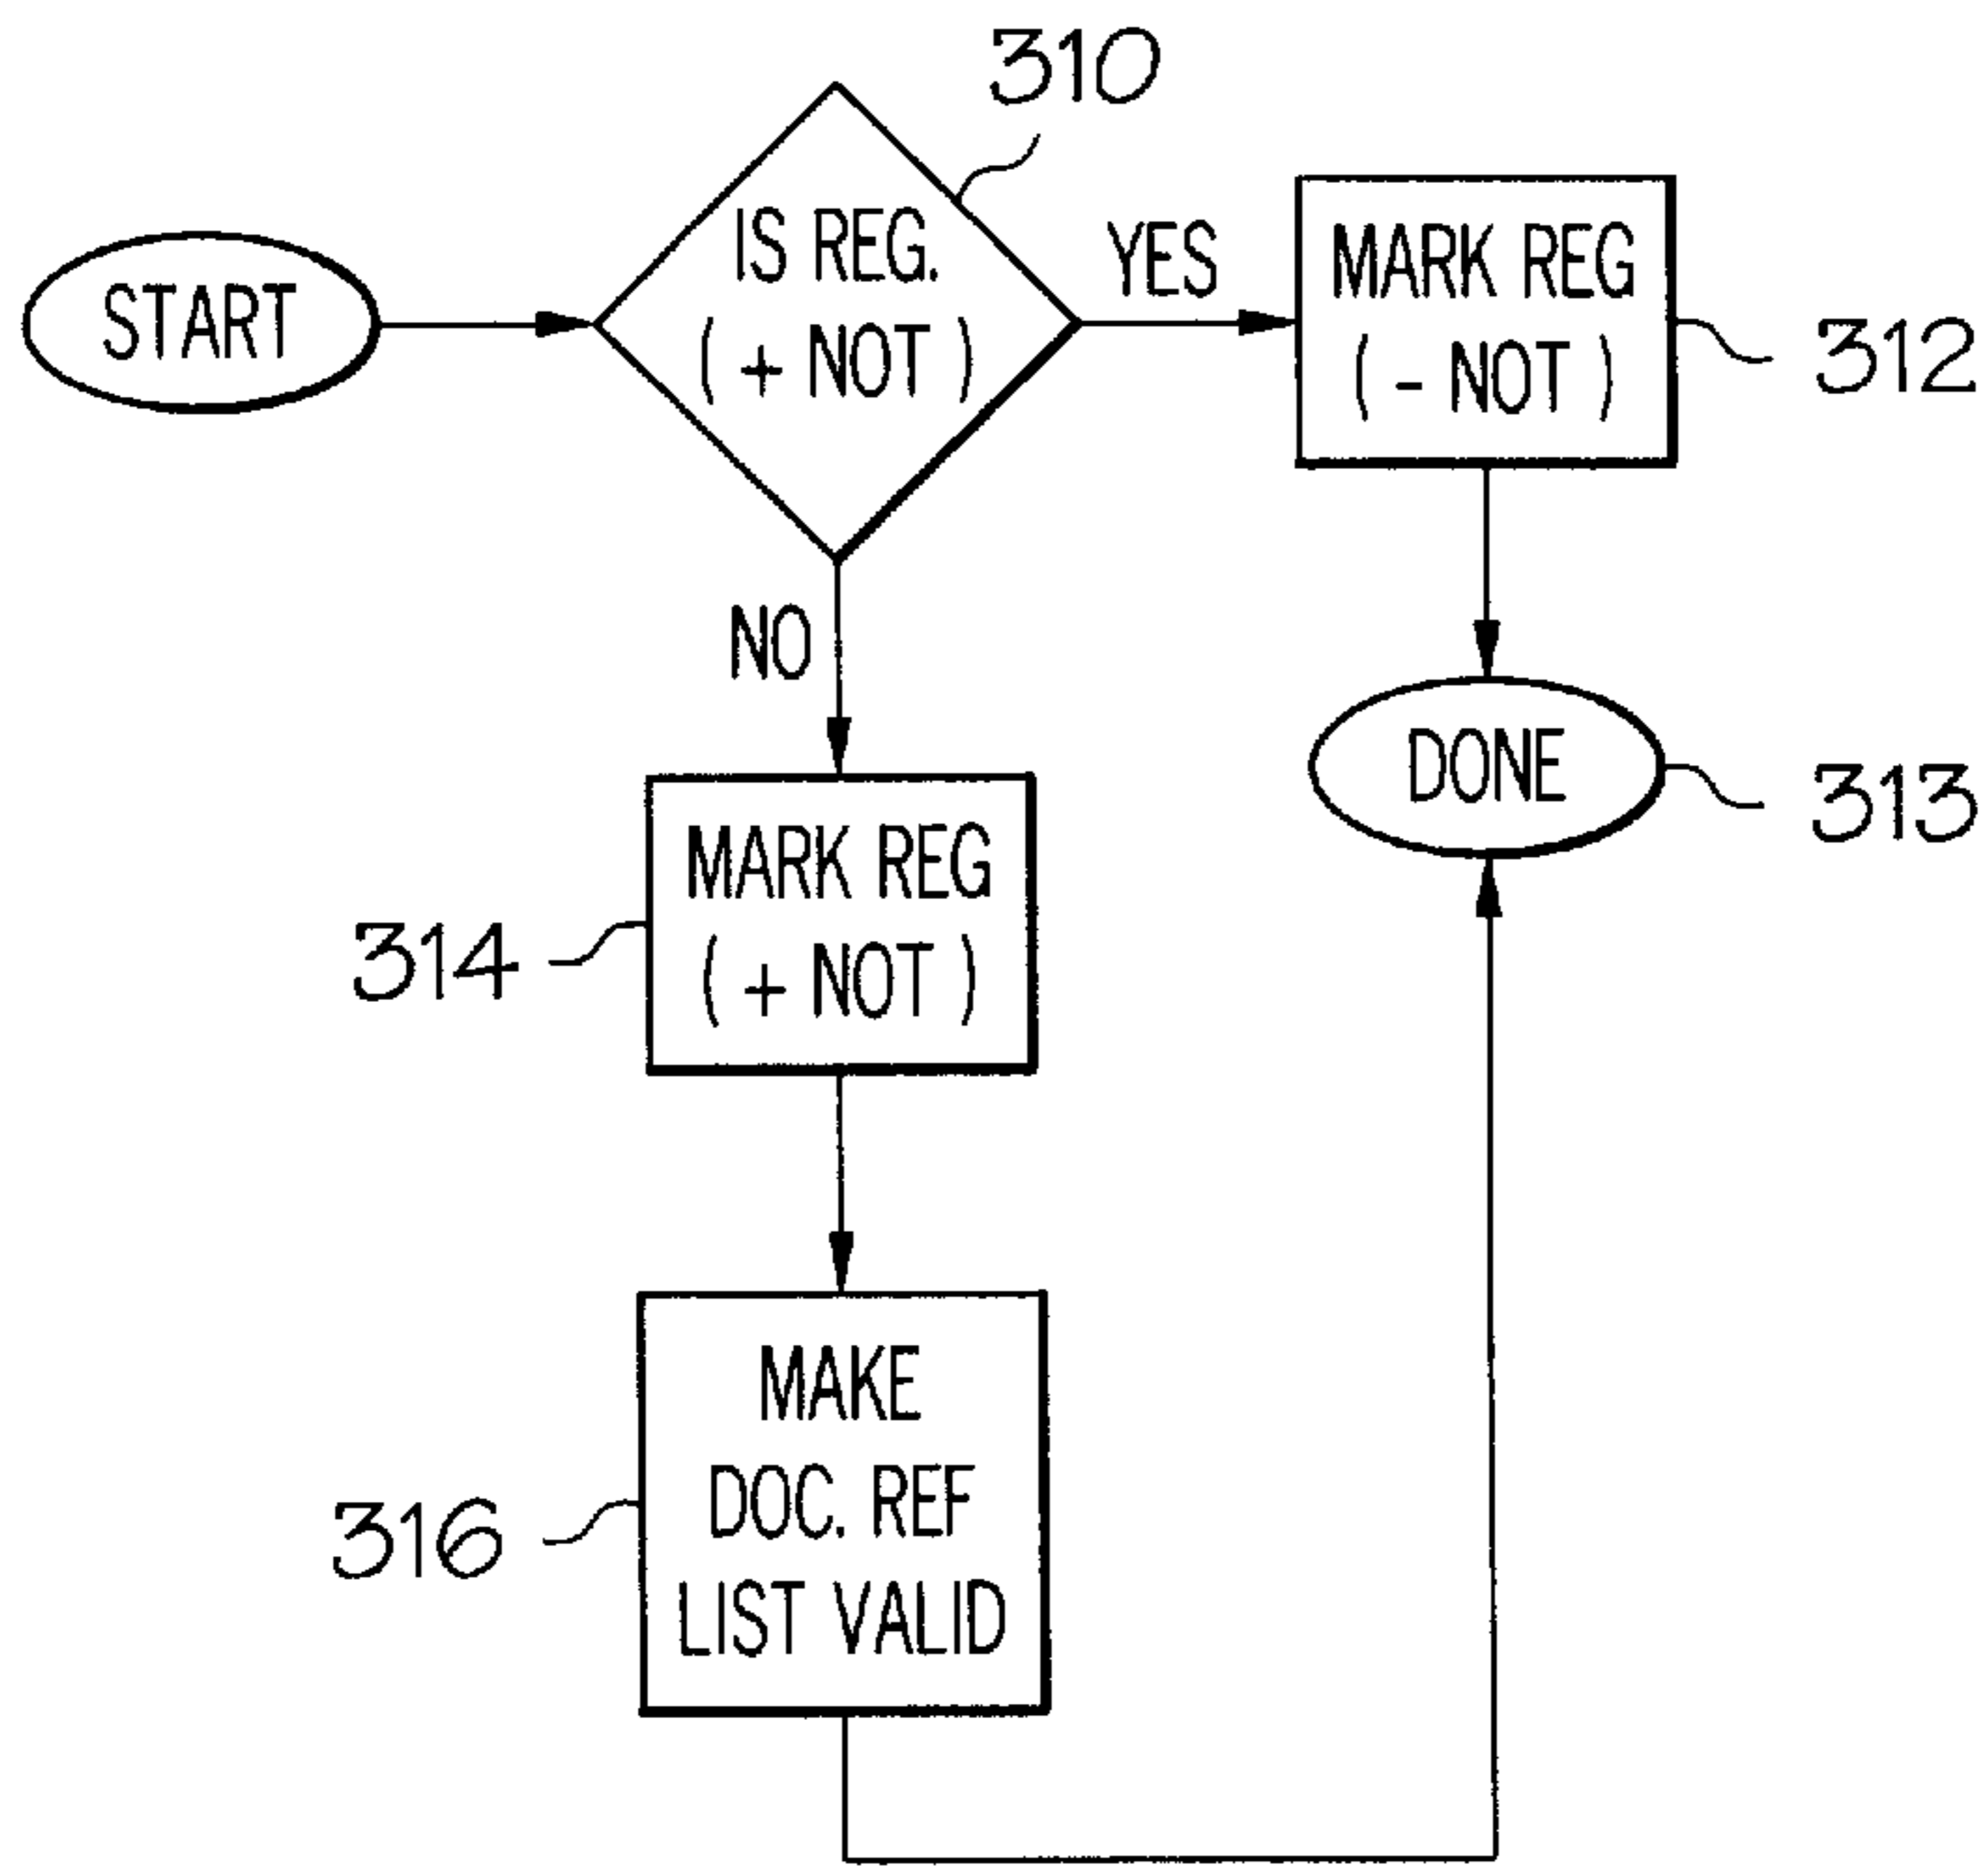 310
START
IS REG.
( + NOT )
YES
MARK REG
( - NOT )
312
NO
DONE
313
MARK REG
( + NOT )
314
MAKE
DOC. REF
LIST VALID
316